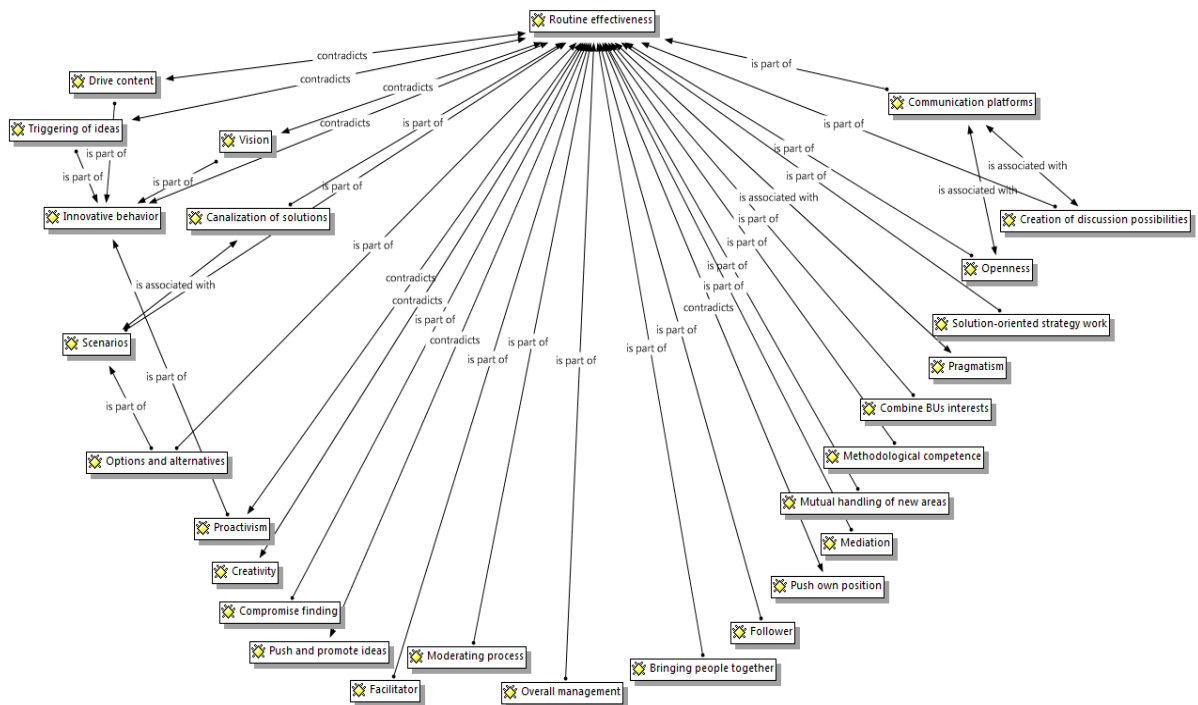 Routine effectiveness
contradicts
is part of
Drive content
contradicts
Communication platforms
contradicts
Triggering of ideas
contradicts
is part of
is part of
Vision
is part of
is part of
is associated with
is part of
is part of
is part of
is part of
is associated with
is associated with
Innovative behavior
Canalization of solutions
is part of
Creation of discussion possibilities
is part of
is part of
is part of
Openness
contradicts
is part of
is associated with
contradicts
contradicts
is part of
Solution-oriented strategy work
is part of
Scenarios
contradicts
is part of
is part of
is part of
is part of
is part of
Pragmatism
is part of
is part of
Combine BUs interests
Options and alternatives
Methodological competence
Mutual handling of new areas
Proactivism
Mediation
Creativity
Push own position
Compromise finding
Follower
Push and promote ideas
Moderating process
Bringing people together
Facilitator
Overall management